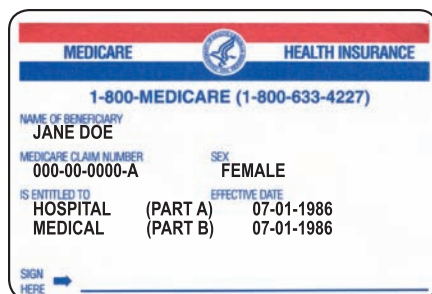 MEDICARE HEALTH INSURANCE
1-800-MEDICARE (1-800-633-4227)
NAME OF BENEFICIARY
JANE DOE
MEDICARE CLAIM NUMBER SEX
000-00-0000-A FEMALE
IS ENTITLED TO EFFECTIVE DATE
HOSPITAL (PART A) 07-01-1986
MEDICAL (PART B) 07-01-1986
SIGN
HERE